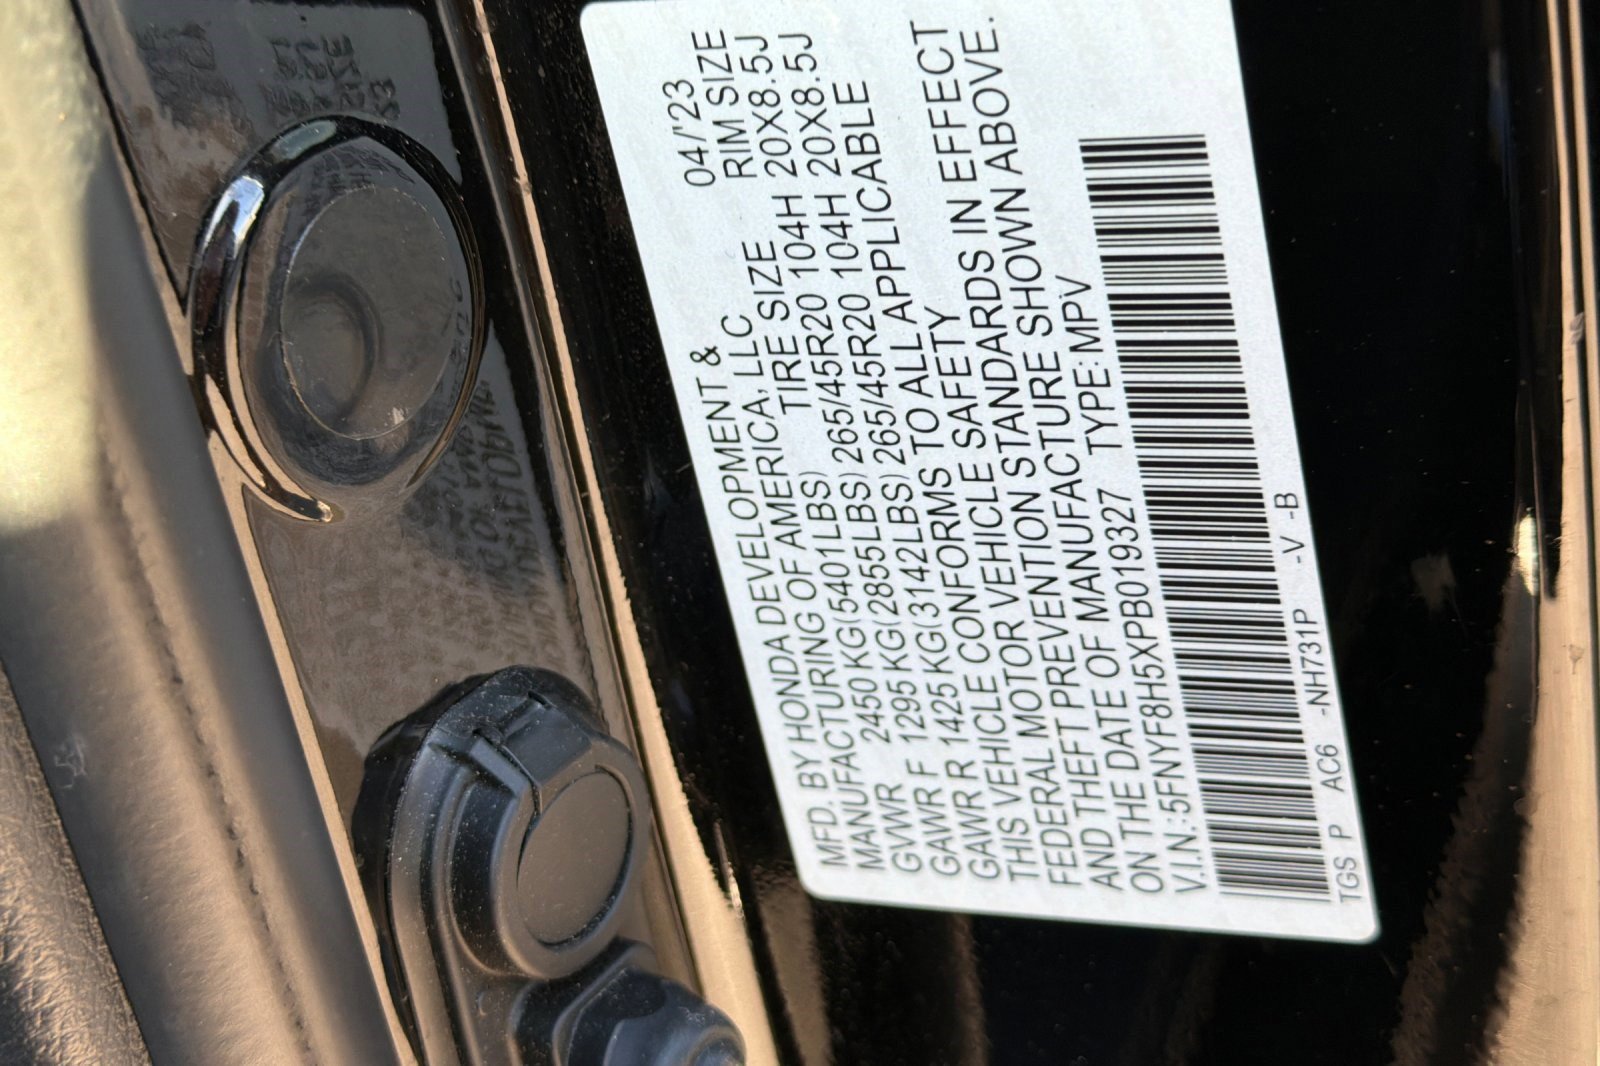 MFD. BY HONDA DEVELOPMENT & 04/'23
MANUFACTURING OF AMERICA, LLC
GVWR 2450 KG(5401LBS) TIRE SIZE RIM SIZE
GAWR F 1295 KG(2855LBS) 265/45R20 104H 20X8.5J
GAWR R 1425 KG(3142LBS) 265/45R20 104H 20X8.5J
THIS VEHICLE CONFORMS TO ALL APPLICABLE
FEDERAL MOTOR VEHICLE SAFETY
AND THEFT PREVENTION STANDARDS IN EFFECT
ON THE DATE OF MANUFACTURE SHOWN ABOVE.
V.I.N.:5FNYF8H5XPB019327 TYPE:MPV
TGS P AC6 -NH731P -V -B